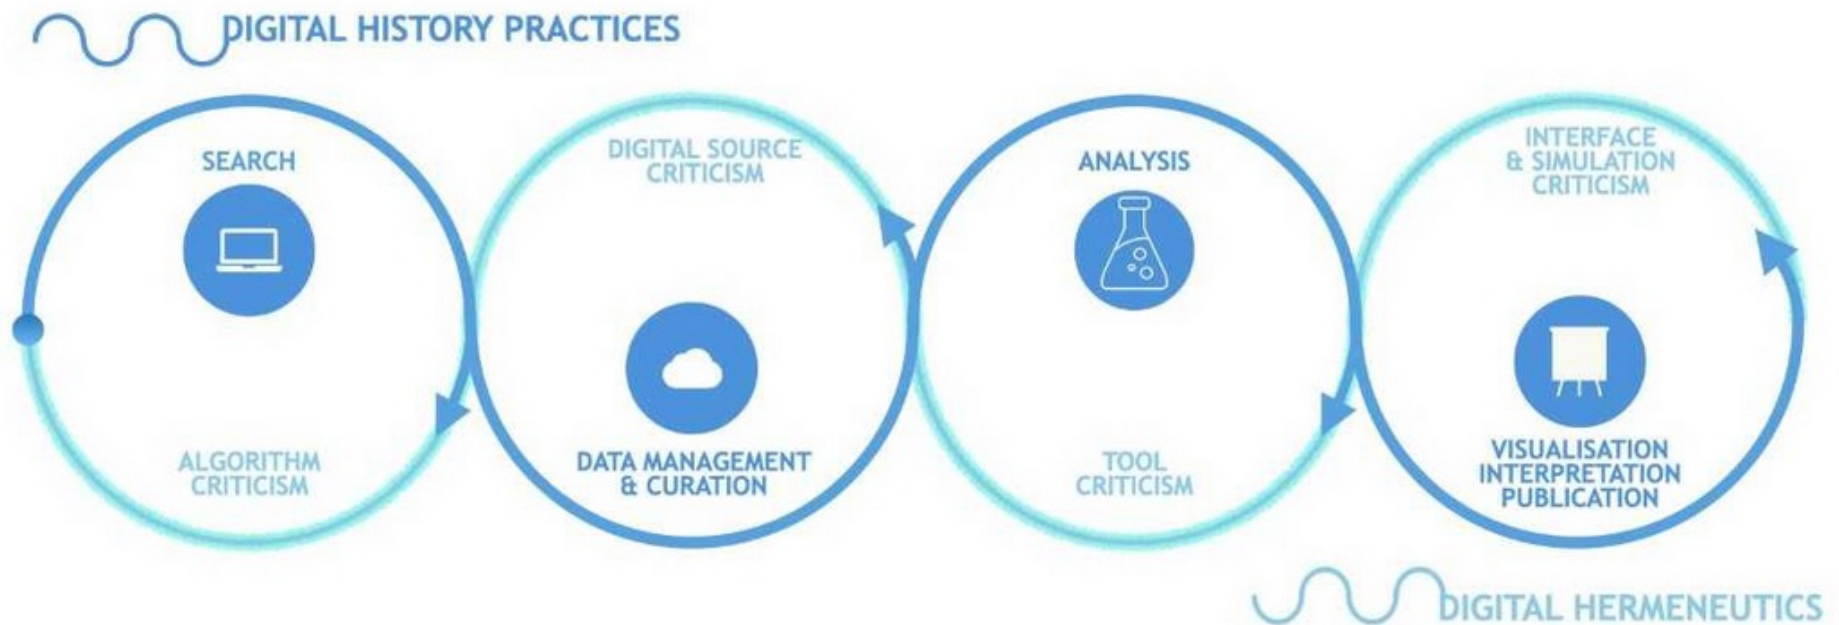 DIGITAL HISTORY PRACTICES
SEARCH
ALGORITHM
CRITICISM
DIGITAL SOURCE
CRITICISM
DATA MANAGEMENT
& CURATION
ANALYSIS
TOOL
CRITICISM
INTERFACE
& SIMULATION
CRITICISM
VISUALISATION
INTERPRETATION
PUBLICATION
DIGITAL HERMENEUTICS